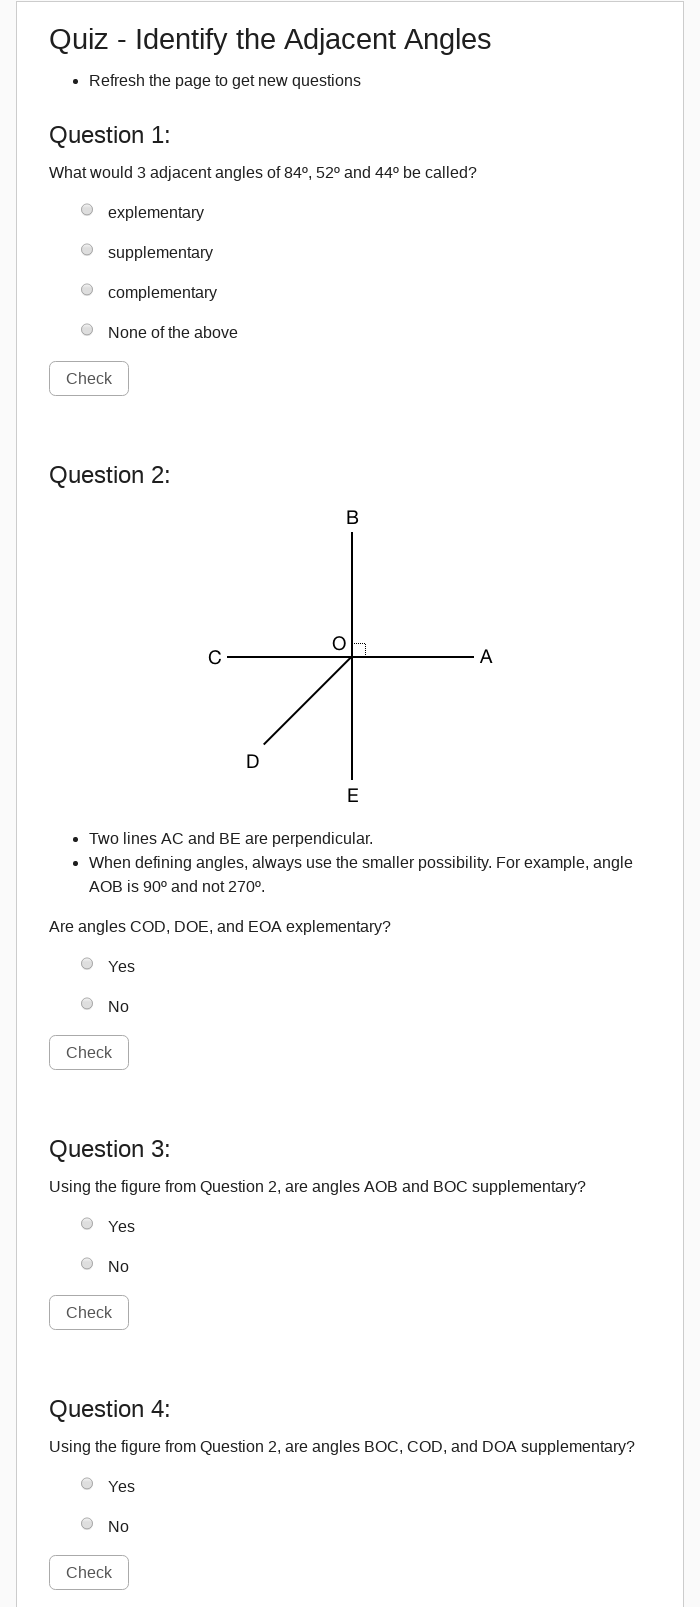 Quiz - Identify the Adjacent Angles
• Refresh the page to get new questions
Question 1:
What would 3 adjacent angles of 84º, 52º and 44º be called?
explementary
supplementary
complementary
None of the above
Check
Question 2:
B
O
C
A
D
E
• Two lines AC and BE are perpendicular.
• When defining angles, always use the smaller possibility. For example, angle
AOB is 90º and not 270º.
Are angles COD, DOE, and EOA explementary?
Yes
No
Check
Question 3:
Using the figure from Question 2, are angles AOB and BOC supplementary?
Yes
No
Check
Question 4:
Using the figure from Question 2, are angles BOC, COD, and DOA supplementary?
Yes
No
Check